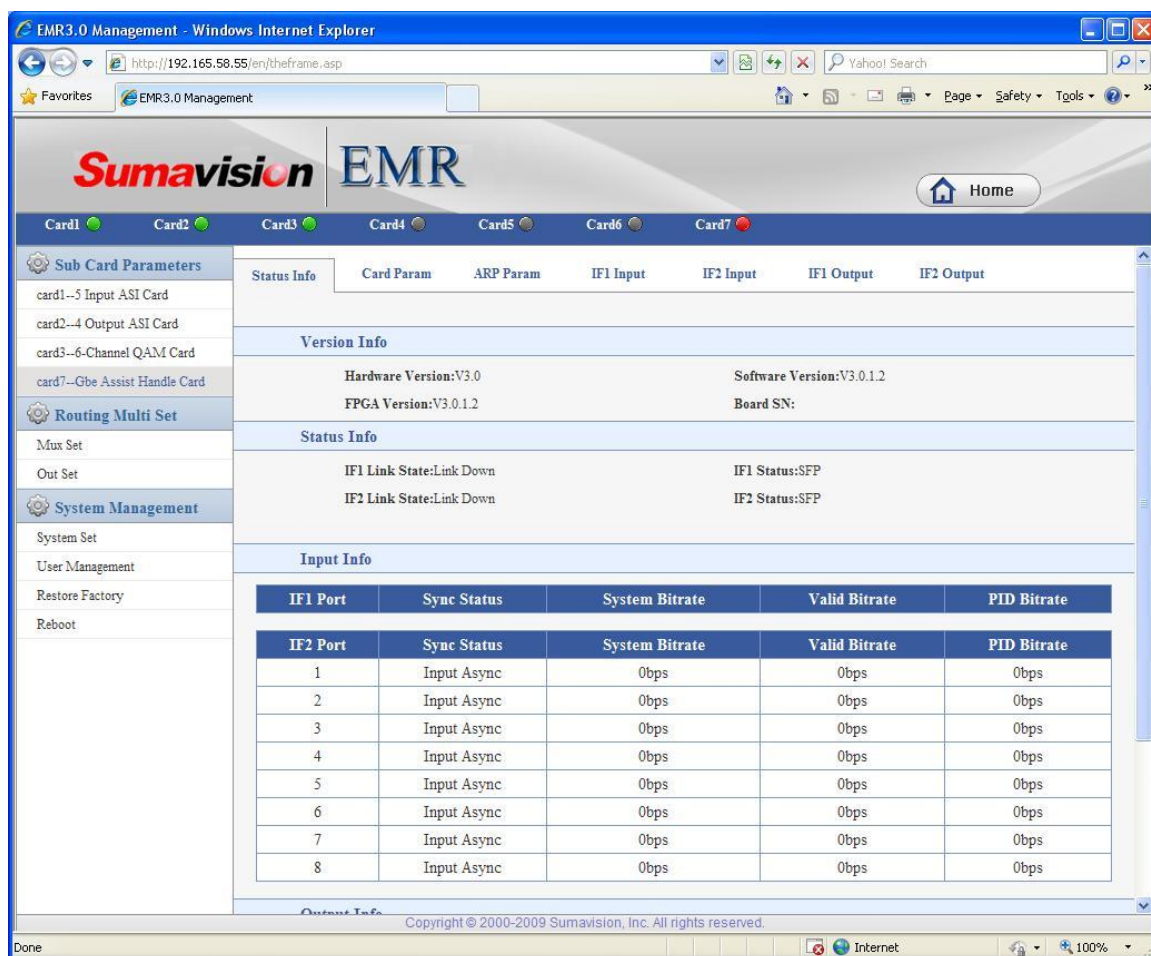 EMR3.0 Management - Windows Internet Explorer
http://192.165.58.55/en/theframe.asp
Yahoo! Search
Favorites
EMR3.0 Management
Page Safety Tools
Sumavision EMR
Home
Card1 Card2 Card3 Card4 Card5 Card6 Card7
Sub Card Parameters
card1--5 Input ASI Card
card2--4 Output ASI Card
card3--6-Channel QAM Card
card7--Gbe Assist Handle Card
Routing Multi Set
Mux Set
Out Set
System Management
System Set
User Management
Restore Factory
Reboot
Status Info Card Param ARP Param IF1 Input IF2 Input IF1 Output IF2 Output
Version Info
Hardware Version:V3.0 Software Version:V3.0.1.2
FPGA Version:V3.0.1.2 Board SN:
Status Info
IF1 Link State:Link Down IF1 Status:SFP
IF2 Link State:Link Down IF2 Status:SFP
Input Info
IF1 Port Sync Status System Bitrate Valid Bitrate PID Bitrate
IF2 Port Sync Status System Bitrate Valid Bitrate PID Bitrate
1 Input Async 0bps 0bps 0bps
2 Input Async 0bps 0bps 0bps
3 Input Async 0bps 0bps 0bps
4 Input Async 0bps 0bps 0bps
5 Input Async 0bps 0bps 0bps
6 Input Async 0bps 0bps 0bps
7 Input Async 0bps 0bps 0bps
8 Input Async 0bps 0bps 0bps
Output Info
Copyright © 2000-2009 Sumavision, Inc. All rights reserved.
Done Internet 100%